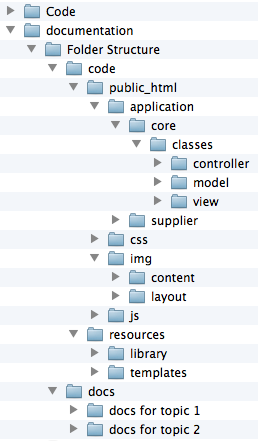 Code
documentation
Folder Structure
code
public_html
application
core
classes
controller
model
view
supplier
css
img
content
layout
js
resources
library
templates
docs
docs for topic 1
docs for topic 2